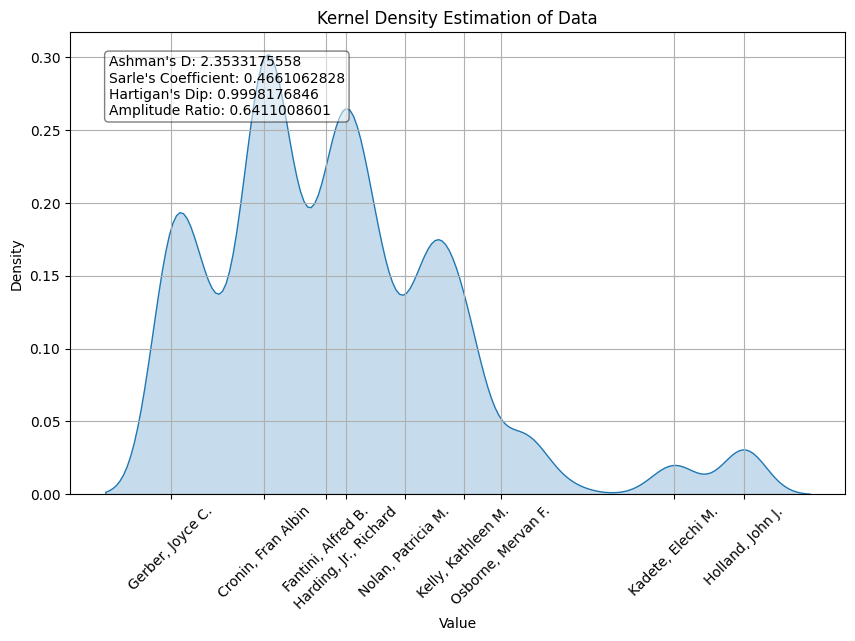 Kernel Density Estimation of Data
Ashman's D: 2.3533175558
Sarle's Coefficient: 0.4661062828
Hartigan's Dip: 0.9998176846
Amplitude Ratio: 0.6411008601
Density
0.30
0.25
0.20
0.15
0.10
0.05
0.00
Gerber, Joyce C.
Cronin, Fran Albin
Fantini, Alfred B.
Harding, Jr., Richard
Nolan, Patricia M.
Kelly, Kathleen M.
Osborne, Mervan F.
Kadete, Elechi M.
Holland, John J.
Value